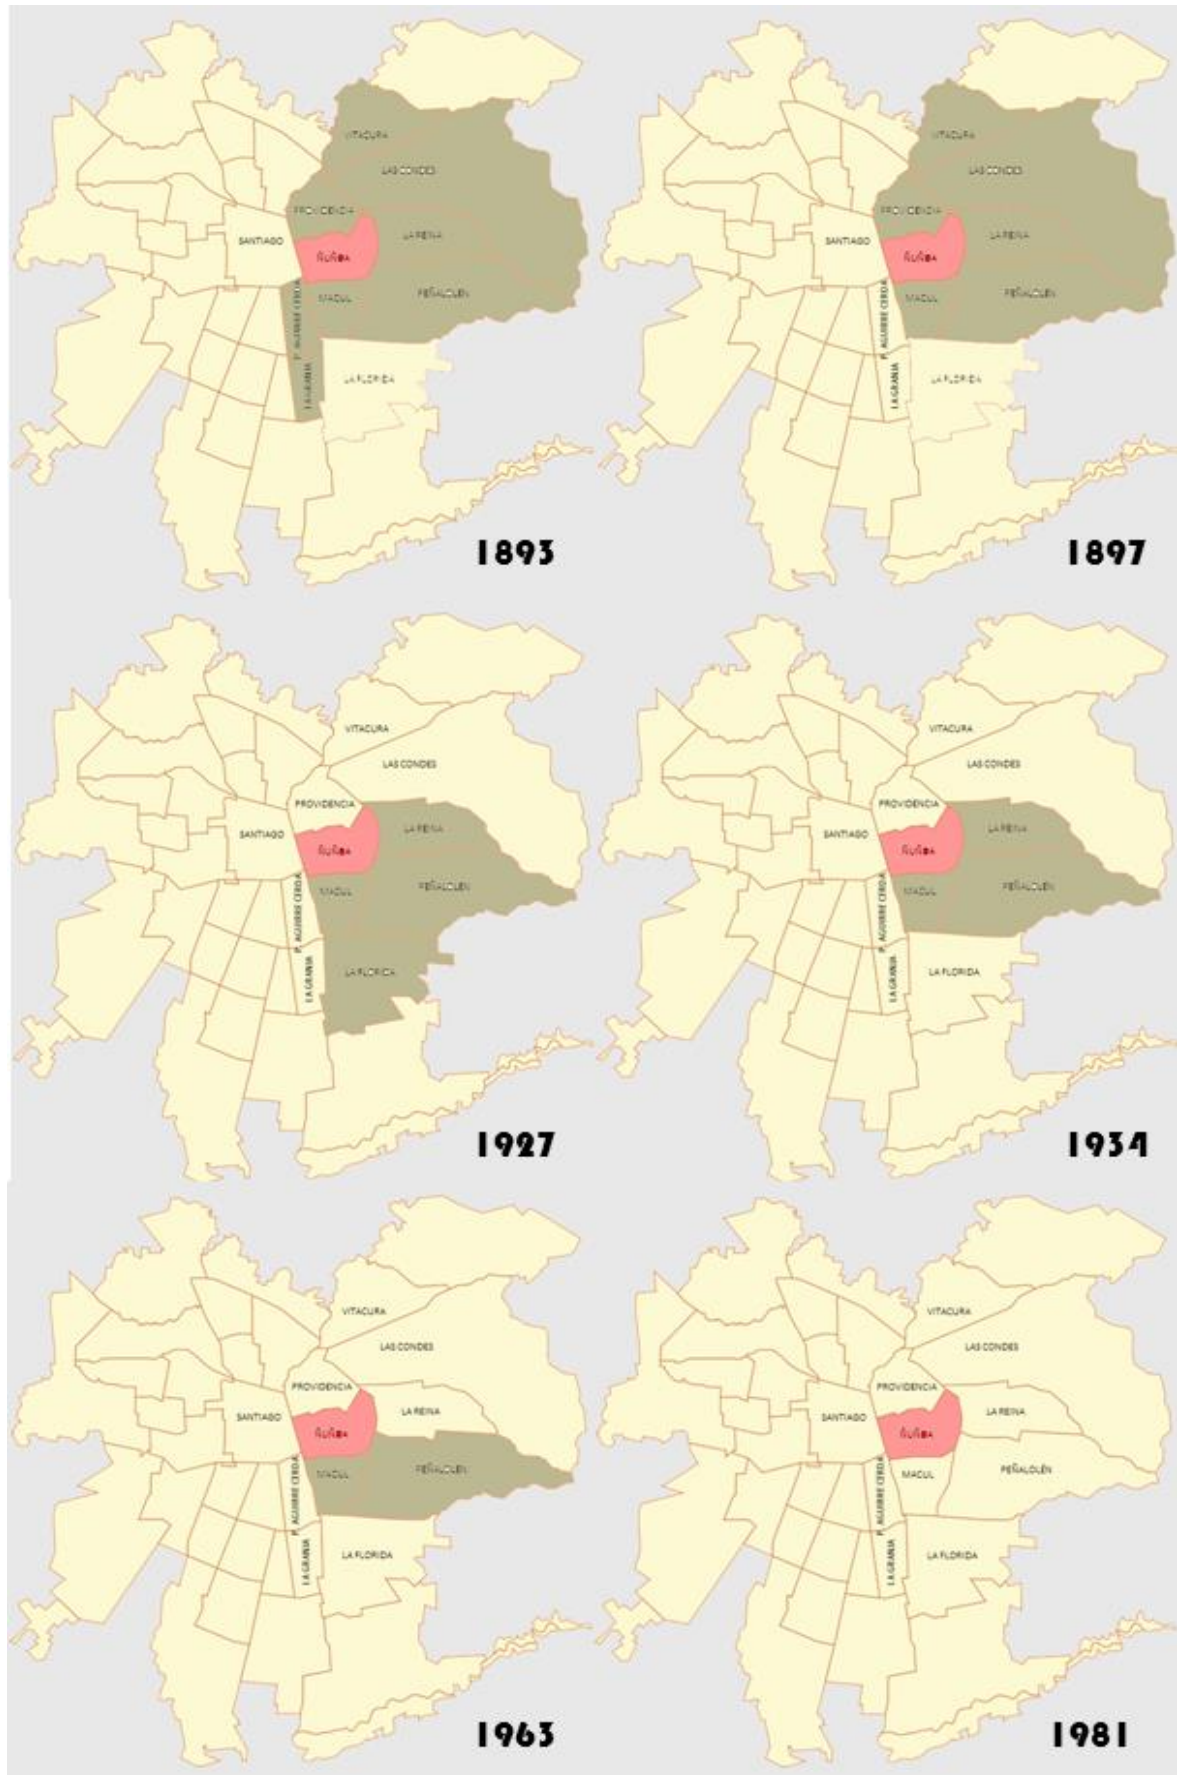 VITACURA
LAS CONDES
PROVIDENCIA
SANTIAGO
LA REINA
ÑUÑOA
MACUL
PEÑALOLÉN
P. AGUIRRE CERDA
LA GRANJA
LA FLORIDA
1893
VITACURA
LAS CONDES
PROVIDENCIA
SANTIAGO
LA REINA
ÑUÑOA
MACUL
PEÑALOLÉN
P. AGUIRRE CERDA
LA GRANJA
LA FLORIDA
1897
VITACURA
LAS CONDES
PROVIDENCIA
SANTIAGO
LA REINA
ÑUÑOA
MACUL
PEÑALOLÉN
P. AGUIRRE CERDA
LA GRANJA
LA FLORIDA
1927
VITACURA
LAS CONDES
PROVIDENCIA
SANTIAGO
LA REINA
ÑUÑOA
MACUL
PEÑALOLÉN
P. AGUIRRE CERDA
LA GRANJA
LA FLORIDA
1934
VITACURA
LAS CONDES
PROVIDENCIA
SANTIAGO
LA REINA
ÑUÑOA
MACUL
PEÑALOLÉN
P. AGUIRRE CERDA
LA GRANJA
LA FLORIDA
1963
VITACURA
LAS CONDES
PROVIDENCIA
SANTIAGO
LA REINA
ÑUÑOA
MACUL
PEÑALOLÉN
P. AGUIRRE CERDA
LA GRANJA
LA FLORIDA
1981